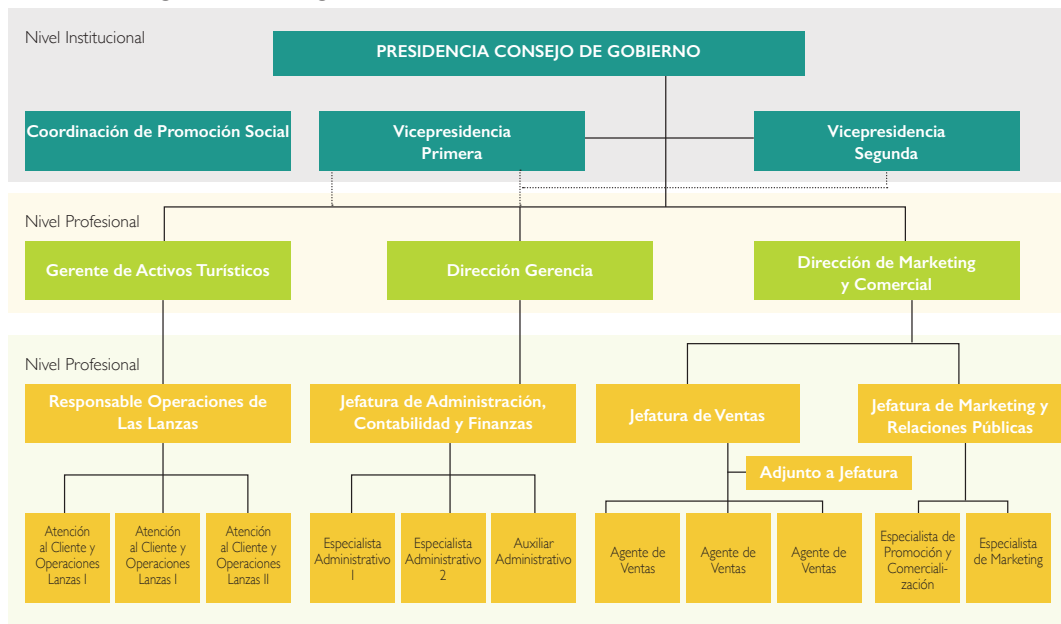 Nivel Institucional
PRESIDENCIA CONSEJO DE GOBIERNO
Coordinación de Promoción Social
Vicepresidencia
Primera
Vicepresidencia
Segunda
Nivel Profesional
Gerente de Activos Turísticos
Dirección Gerencia
Dirección de Marketing
y Comercial
Nivel Profesional
Responsable Operaciones de
Las Lanzas
Jefatura de Administración,
Contabilidad y Finanzas
Jefatura de Ventas
Jefatura de Marketing y
Relaciones Públicas
Adjunto a Jefatura
Atención
al Cliente y
Operaciones
Lanzas I
Atención
al Cliente y
Operaciones
Lanzas I
Atención
al Cliente y
Operaciones
Lanzas II
Especialista
Administrativo
I
Especialista
Administrativo
2
Auxiliar
Administrativo
Agente de
Ventas
Agente de
Ventas
Agente de
Ventas
Especialista de
Promoción y
Comerciali-
zación
Especialista
de Marketing